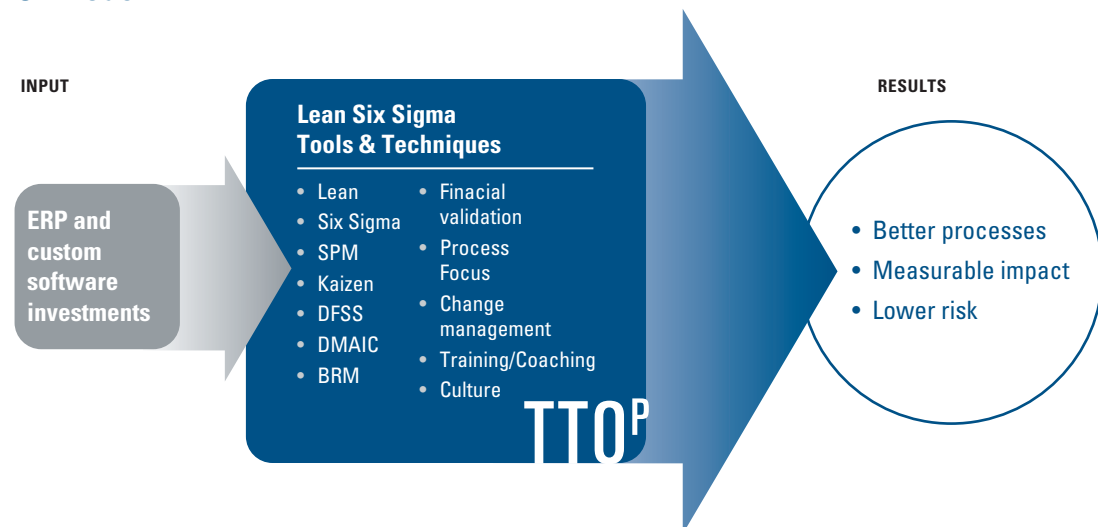 INPUT
RESULTS
ERP and
custom
software
investments
Lean Six Sigma
Tools & Techniques
• Lean
• Six Sigma
• SPM
• Kaizen
• DFSS
• DMAIC
• BRM
• Finacial
validation
• Process
Focus
• Change
management
• Training/Coaching
• Culture
TTOP
• Better processes
• Measurable impact
• Lower risk